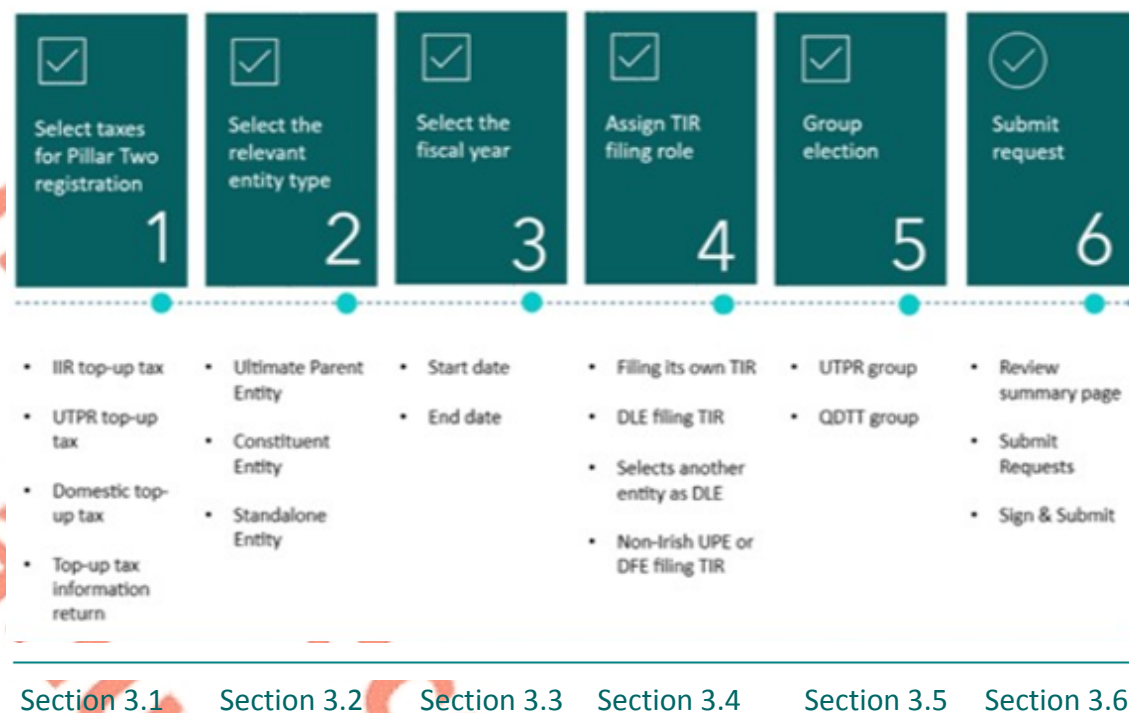 Select taxes
for Pillar Two
registration
1
Select the
relevant
entity type
2
Select the
fiscal year
3
Assign TIR
filing role
4
Group
election
5
Submit
request
6
• IIR top-up tax
• UTPR top-up
tax
• Domestic top-
up tax
• Top-up tax
information
return
• Ultimate Parent
Entity
• Constituent
Entity
• Standalone
Entity
• Start date
• End date
• Filing its own TIR
• DLE filing TIR
• Selects another
entity as DLE
• Non-Irish UPE or
DFE filing TIR
• UTPR group
• QDTT group
• Review
summary page
• Submit
Requests
• Sign & Submit
Section 3.1
Section 3.2
Section 3.3
Section 3.4
Section 3.5
Section 3.6